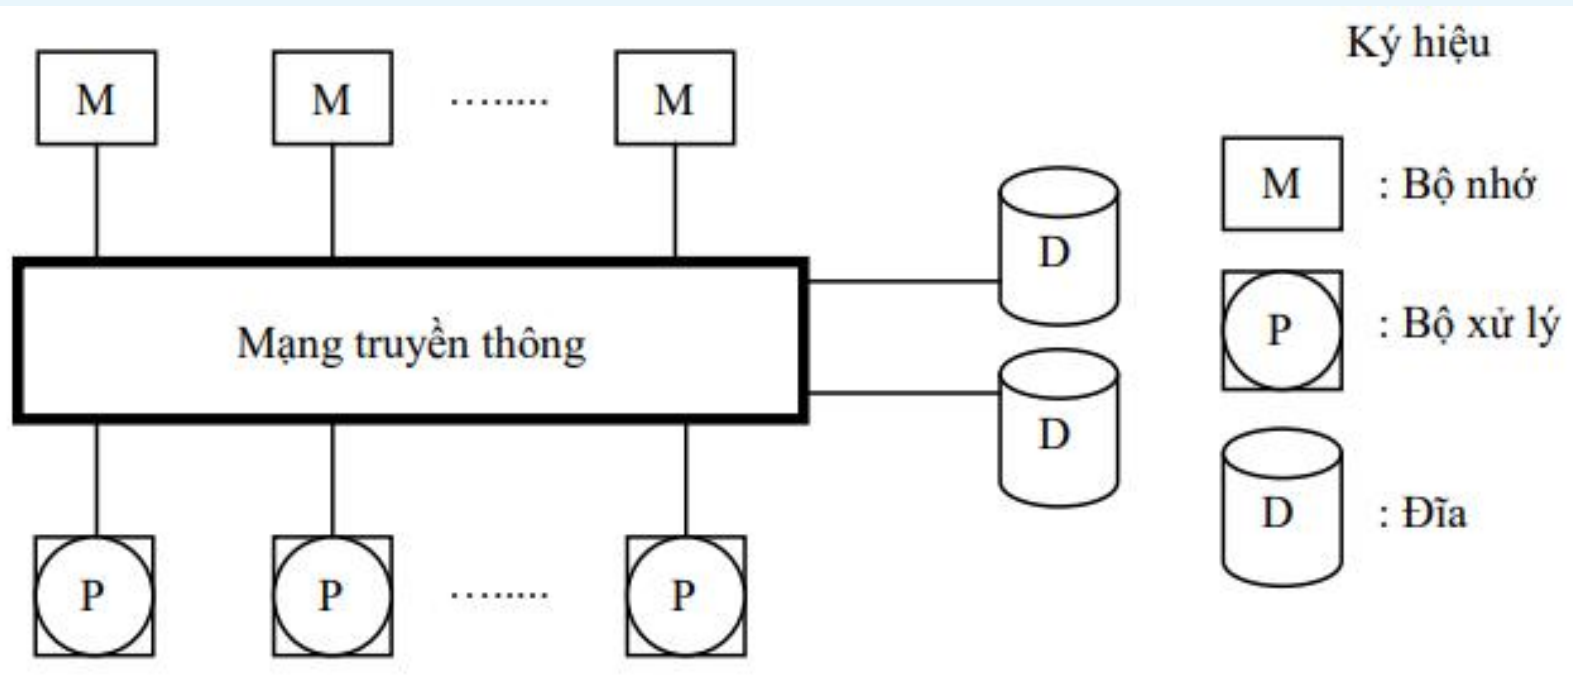 M M …..... M
Ký hiệu
M : Bộ nhớ
D
Mạng truyền thông
P : Bộ xử lý
D
D : Đĩa
P P …..... P